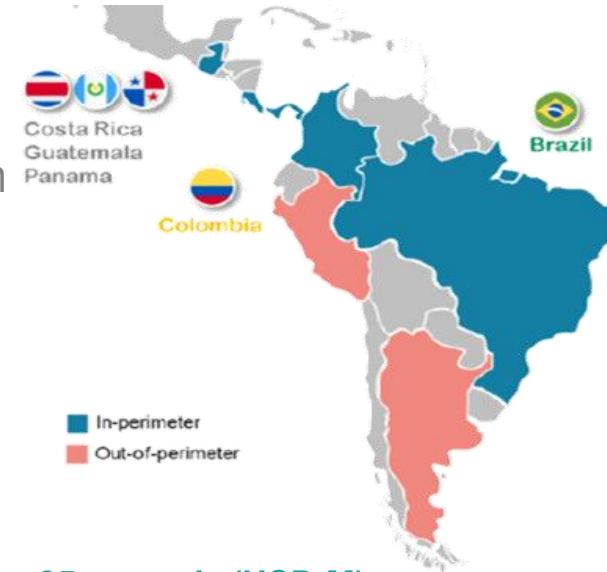 Costa Rica
Guatemala
Panama
Brazil
Colombia
In-perimeter
Out-of-perimeter